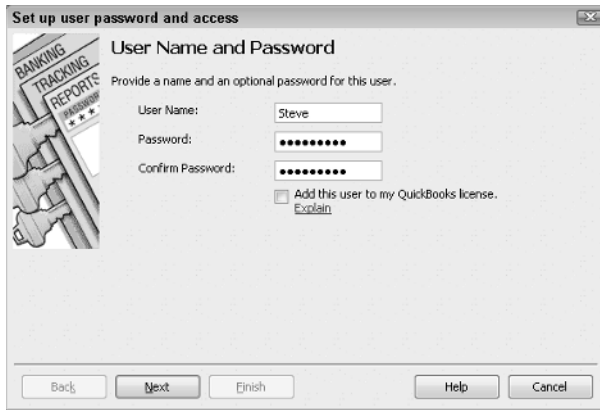 Set up user password and access
BANKING
TRACKING
REPORTS
PASSWORD
* * *
User Name and Password
Provide a name and an optional password for this user.
User Name:
Steve
Password:
•••••••••
Confirm Password:
•••••••••
Add this user to my QuickBooks license.
Explain
Back
Next
Finish
Help
Cancel